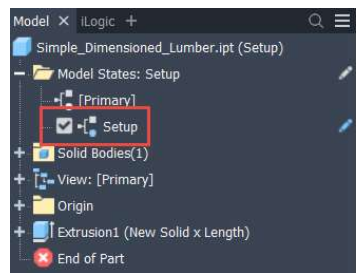 Model × iLogic +
Simple_Dimensioned_Lumber.ipt (Setup)
Model States: Setup
[Primary]
Setup
Solid Bodies(1)
View: [Primary]
Origin
Extrusion1 (New Solid x Length)
End of Part